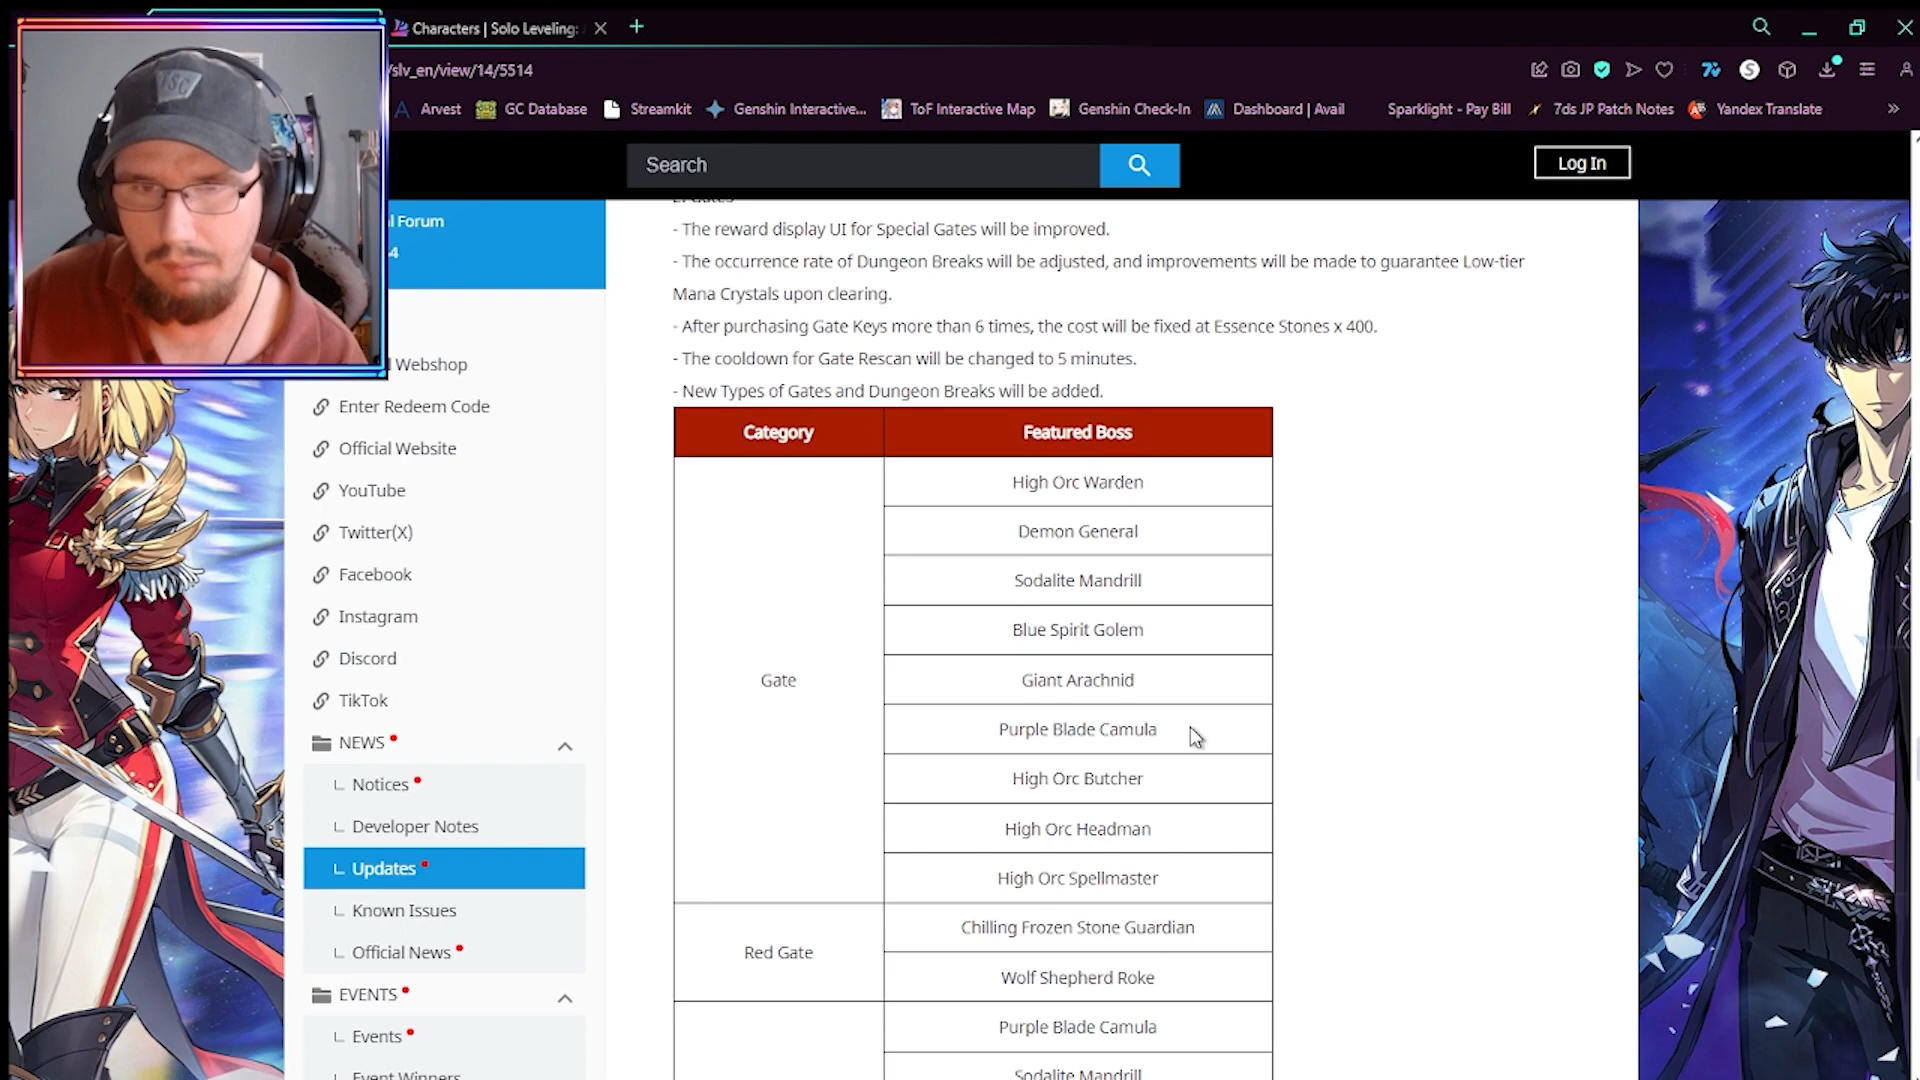 Characters | Solo Leveling:
/slv_en/view/14/5514
Arvest
GC Database
Streamkit
Genshin Interactive...
ToF Interactive Map
Genshin Check-In
Dashboard | Avail
Sparklight - Pay Bill
7ds JP Patch Notes
Yandex Translate
Search
Log In
l Forum
4
l Webshop
Enter Redeem Code
Official Website
YouTube
Twitter(X)
Facebook
Instagram
Discord
TikTok
NEWS
Notices
Developer Notes
Updates
Known Issues
Official News
EVENTS
Events
Event Winners
2. Gates
- The reward display UI for Special Gates will be improved.
- The occurrence rate of Dungeon Breaks will be adjusted, and improvements will be made to guarantee Low-tier
Mana Crystals upon clearing.
- After purchasing Gate Keys more than 6 times, the cost will be fixed at Essence Stones x 400.
- The cooldown for Gate Rescan will be changed to 5 minutes.
- New Types of Gates and Dungeon Breaks will be added.
Category
Featured Boss
Gate
High Orc Warden
Demon General
Sodalite Mandrill
Blue Spirit Golem
Giant Arachnid
Purple Blade Camula
High Orc Butcher
High Orc Headman
High Orc Spellmaster
Red Gate
Chilling Frozen Stone Guardian
Wolf Shepherd Roke
Purple Blade Camula
Sodalite Mandrill